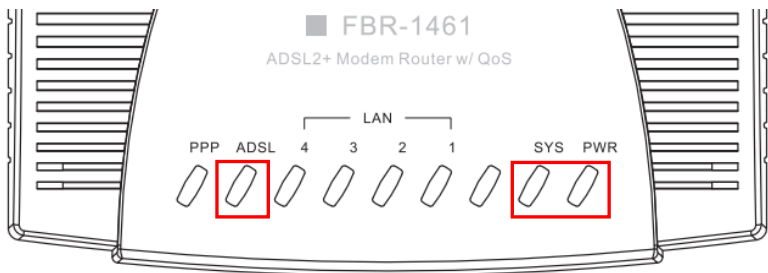 FBR-1461
ADSL2+ Modem Router w/ QoS
LAN
PPP ADSL 4 3 2 1 SYS PWR